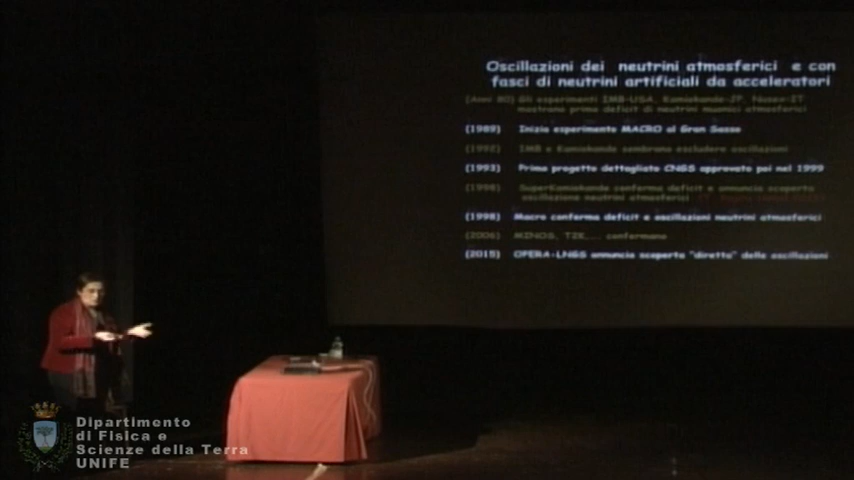 Oscillazioni dei neutrini atmosferici e con
fasci di neutrini artificiali da acceleratori
(Anni 80) Gli esperimenti IMB-USA, Kamiokande-JP, Nusex-IT
mostrano primo deficit di neutrini muonici atmosferici
(1989) Inizia esperimento MACRO al Gran Sasso
(1992) IMB e Kamiokande sembrano escludere oscillazioni
(1993) Primo progetto dettagliato CNGS approvato poi nel 1999
(1998) SuperKamiokande conferma deficit e annuncia scoperta
oscillazione neutrini atmosferici
(1998) Macro conferma deficit e oscillazioni neutrini atmosferici
(2006) MINOS, T2K,... confermano
(2015) OPERA-LNGS annuncia scoperta "diretta" delle oscillazioni
Dipartimento
di Fisica e
Scienze della Terra
UNIFE